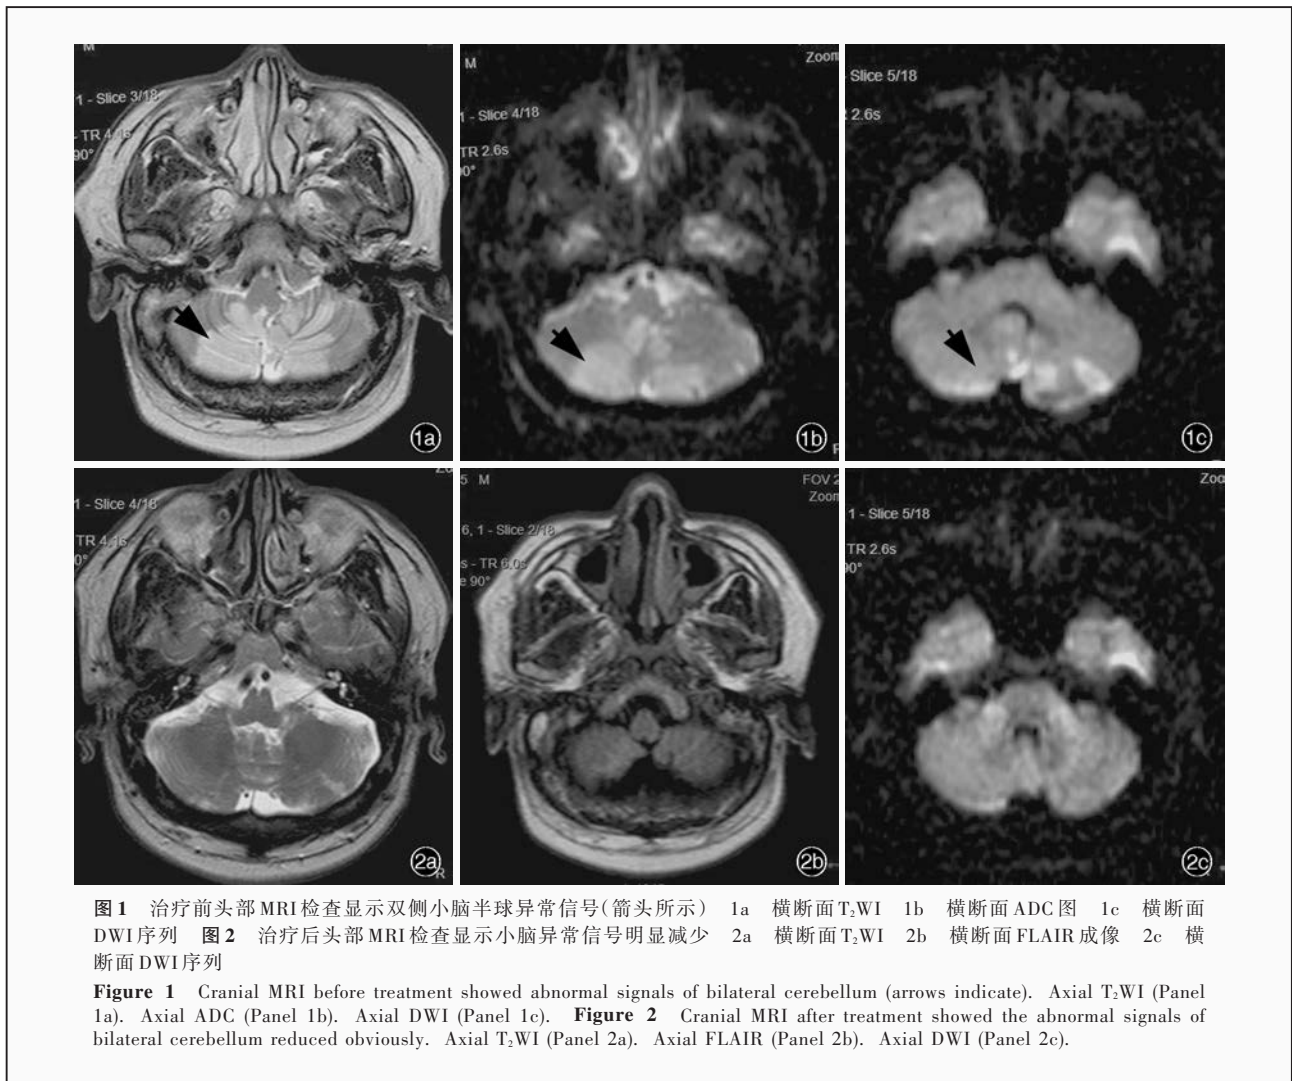 M
1 - Slice 3/18
- TR 4.1s
90°
1a
M
Zoom
1 - Slice 4/18
TR 2.6s
00°
1b
- Slice 5/18
R 2.6s
1c
1 - Slice 4/18
TR 4.1s
0°
2a
R
5 M
FOV 2
Zoom
6, 1 - Slice 2/18
s - TR 6.0s
e 90°
2b
Zoo
1 - Slice 5/18
TR 2.6s
90°
2c
图1 治疗前头部MRI检查显示双侧小脑半球异常信号(箭头所示) 1a 横断面T₂WI 1b 横断面ADC图 1c 横断面
DWI序列 图2 治疗后头部MRI检查显示小脑异常信号明显减少 2a 横断面T₂WI 2b 横断面FLAIR成像 2c 横
断面DWI序列
Figure 1 Cranial MRI before treatment showed abnormal signals of bilateral cerebellum (arrows indicate). Axial T₂WI (Panel
1a). Axial ADC (Panel 1b). Axial DWI (Panel 1c). Figure 2 Cranial MRI after treatment showed the abnormal signals of
bilateral cerebellum reduced obviously. Axial T₂WI (Panel 2a). Axial FLAIR (Panel 2b). Axial DWI (Panel 2c).